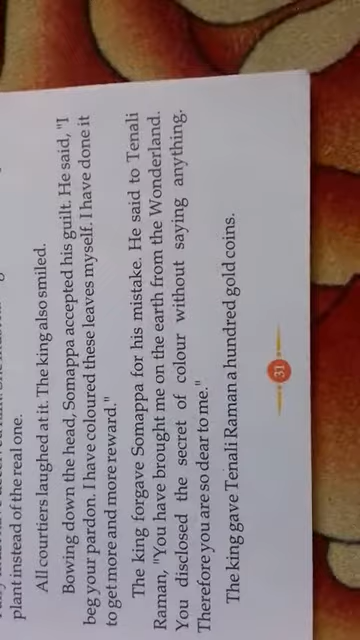 plant instead of the real one.
All courtiers laughed at it. The king also smiled.
Bowing down the head, Somappa accepted his guilt. He said, "I
beg your pardon. I have coloured these leaves myself. I have done it
to get more and more reward."
The king forgave Somappa for his mistake. He said to Tenali
Raman, "You have brought me on the earth from the Wonderland.
You disclosed the secret of colour without saying anything.
Therefore you are so dear to me."
The king gave Tenali Raman a hundred gold coins.
31